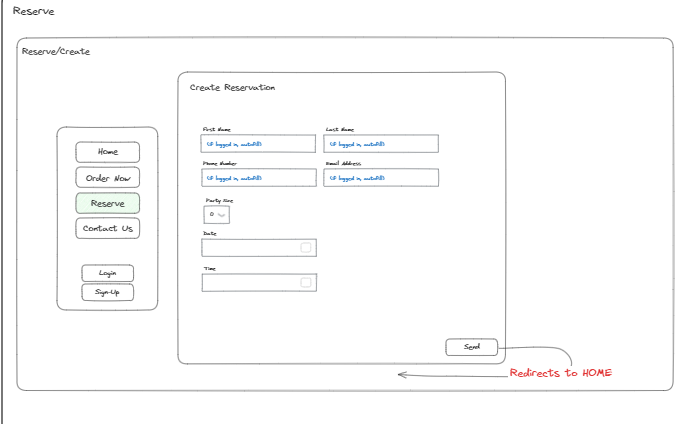 Reserve
Reserve/Create
Create Reservation
First Name
Last Name
(if logged in, autofill)
(if logged in, autofill)
Phone Number
Email Address
(if logged in, autofill)
(if logged in, autofill)
Party Size
0
Date
Time
Send
Home
Order Now
Reserve
Contact Us
Login
Sign-Up
Redirects to HOME